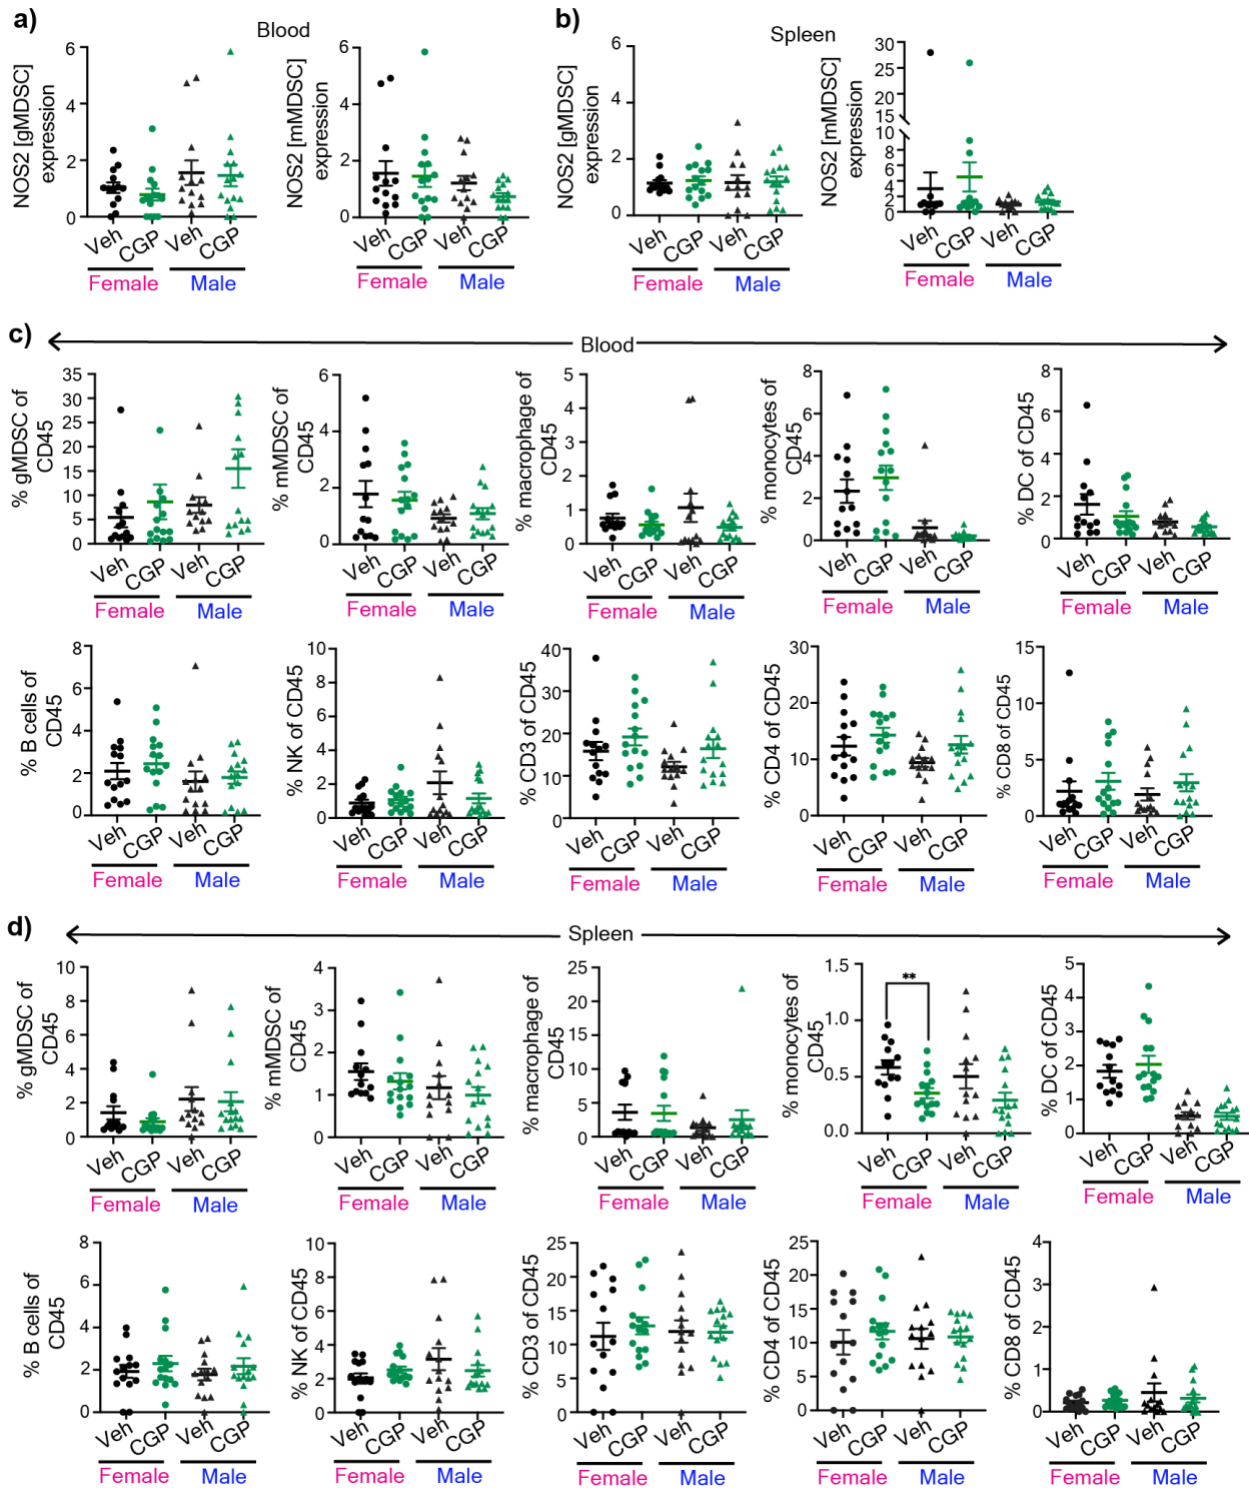 a)
Blood
NOS2 [gMDSC]
expression
6
4
2
0
Veh
CGP
Female
Male
NOS2 [mMDSC]
expression
6
4
2
0
Veh
CGP
Veh
CGP
Female
Male
b)
Spleen
NOS2 [gMDSC]
expression
6
4
2
0
Veh
CGP
Veh
CGP
Female
Male
NOS2 [mMDSC]
expression
30
25
20
15
10
8
6
4
2
0
Veh
CGP
Veh
CGP
Female
Male
c)
Blood
% gMDSC of
CD45
35
30
25
20
15
10
5
0
Veh
CGP
Veh
CGP
Female
Male
% mMDSC of
CD45
6
4
2
0
Veh
CGP
Veh
CGP
Female
Male
% macrophage of
CD45
5
4
3
2
1
0
Veh
CGP
Veh
CGP
Female
Male
% monocytes of
CD45
8
6
4
2
0
Veh
CGP
Veh
CGP
Female
Male
% DC of CD45
8
6
4
2
0
Veh
CGP
Veh
CGP
Female
Male
% B cells of
CD45
8
6
4
2
0
Veh
CGP
Veh
CGP
Female
Male
% NK of CD45
10
8
6
4
2
0
Veh
CGP
Veh
CGP
Female
Male
% CD3 of CD45
40
30
20
10
0
Veh
CGP
Veh
CGP
Female
Male
% CD4 of CD45
30
20
10
0
Veh
CGP
Veh
CGP
Female
Male
% CD8 of CD45
15
10
5
0
Veh
CGP
Veh
CGP
Female
Male
d)
Spleen
% gMDSC of
CD45
10
8
6
4
2
0
Veh
CGP
Veh
CGP
Female
Male
% mMDSC of
CD45
4
3
2
1
0
Veh
CGP
Veh
CGP
Female
Male
% macrophage of
CD45
25
20
15
10
5
0
Veh
CGP
Veh
CGP
Female
Male
% monocytes of
CD45
1.5
1.0
0.5
0.0
**
Veh
CGP
Veh
CGP
Female
Male
% DC of CD45
5
4
3
2
1
0
Veh
CGP
Veh
CGP
Female
Male
% B cells of
CD45
8
6
4
2
0
Veh
CGP
Veh
CGP
Female
Male
% NK of CD45
10
8
6
4
2
0
Veh
CGP
Veh
CGP
Female
Male
% CD3 of CD45
25
20
15
10
5
0
Veh
CGP
Veh
CGP
Female
Male
% CD4 of CD45
25
20
15
10
5
0
Veh
CGP
Veh
CGP
Female
Male
% CD8 of CD45
4
3
2
1
0
Veh
CGP
Veh
CGP
Female
Male